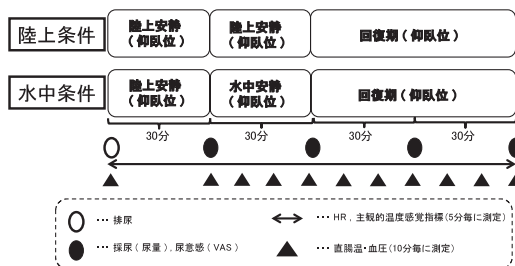 陸上条件
陸上安静
(仰臥位)
陸上安静
(仰臥位)
回復期(仰臥位)
水中条件
陸上安静
(仰臥位)
水中安静
(仰臥位)
回復期(仰臥位)
30分
30分
30分
30分
… 排尿
… HR,主観的温度感覚指標(5分毎に測定)
… 採尿(尿量),尿意感(VAS)
… 直腸温・血圧(10分毎に測定)